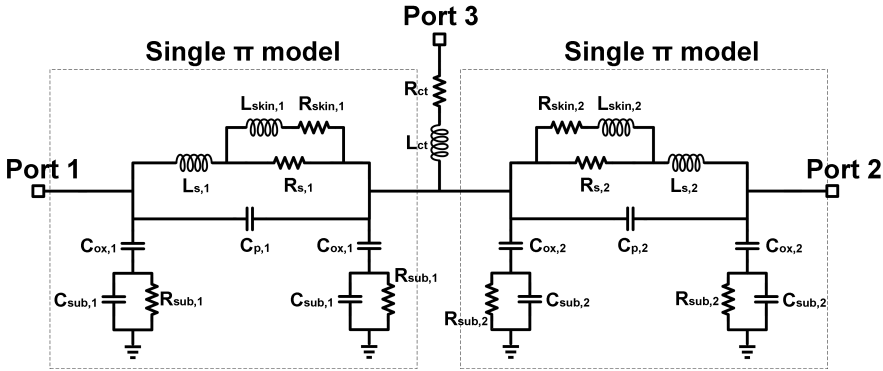 Port 3
Single π model
Single π model
Rct
Lct
Lskin,1
Rskin,1
Rskin,2
Lskin,2
Port 1
Port 2
Ls,1
Rs,1
Rs,2
Ls,2
Cp,1
Cp,2
Cox,1
Cox,1
Cox,2
Cox,2
Csub,1
Rsub,1
Csub,1
Rsub,1
Rsub,2
Csub,2
Rsub,2
Csub,2